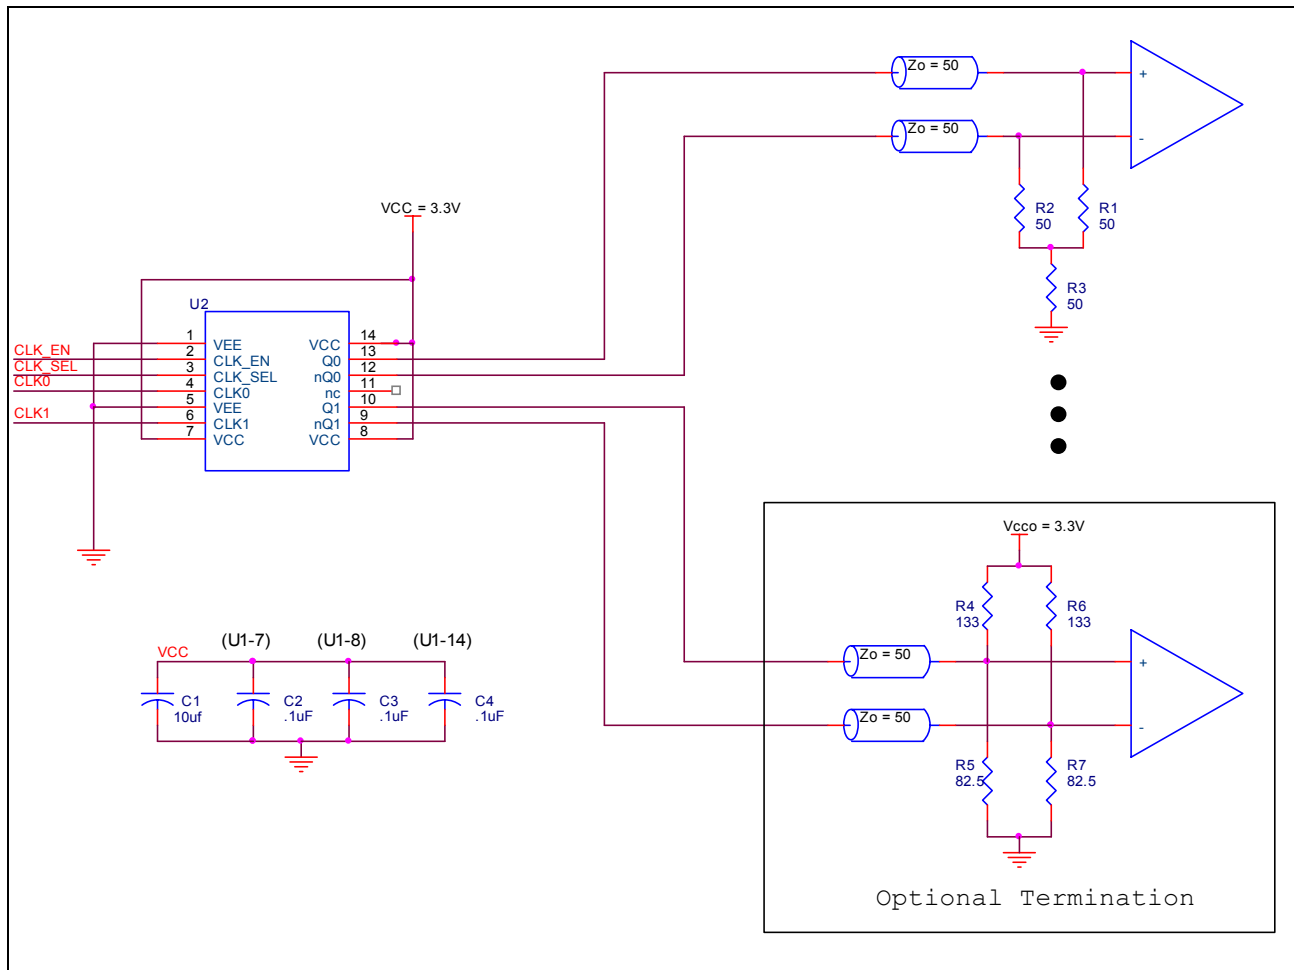 Zo = 50
+
Zo = 50
-
R2
50
R1
50
R3
50
VCC = 3.3V
U2
1
VEE
2
CLK_EN
3
CLK_SEL
4
CLK0
5
VEE
6
CLK1
7
VCC
14
VCC
13
Q0
12
nQ0
11
nc
10
Q1
9
nQ1
8
VCC
CLK_EN
CLK_SEL
CLK0
CLK1
VCC
(U1-7)
(U1-8)
(U1-14)
C1
10uf
C2
.1uF
C3
.1uF
C4
.1uF
Vcco = 3.3V
R4
133
R6
133
Zo = 50
+
Zo = 50
-
R5
82.5
R7
82.5
Optional Termination